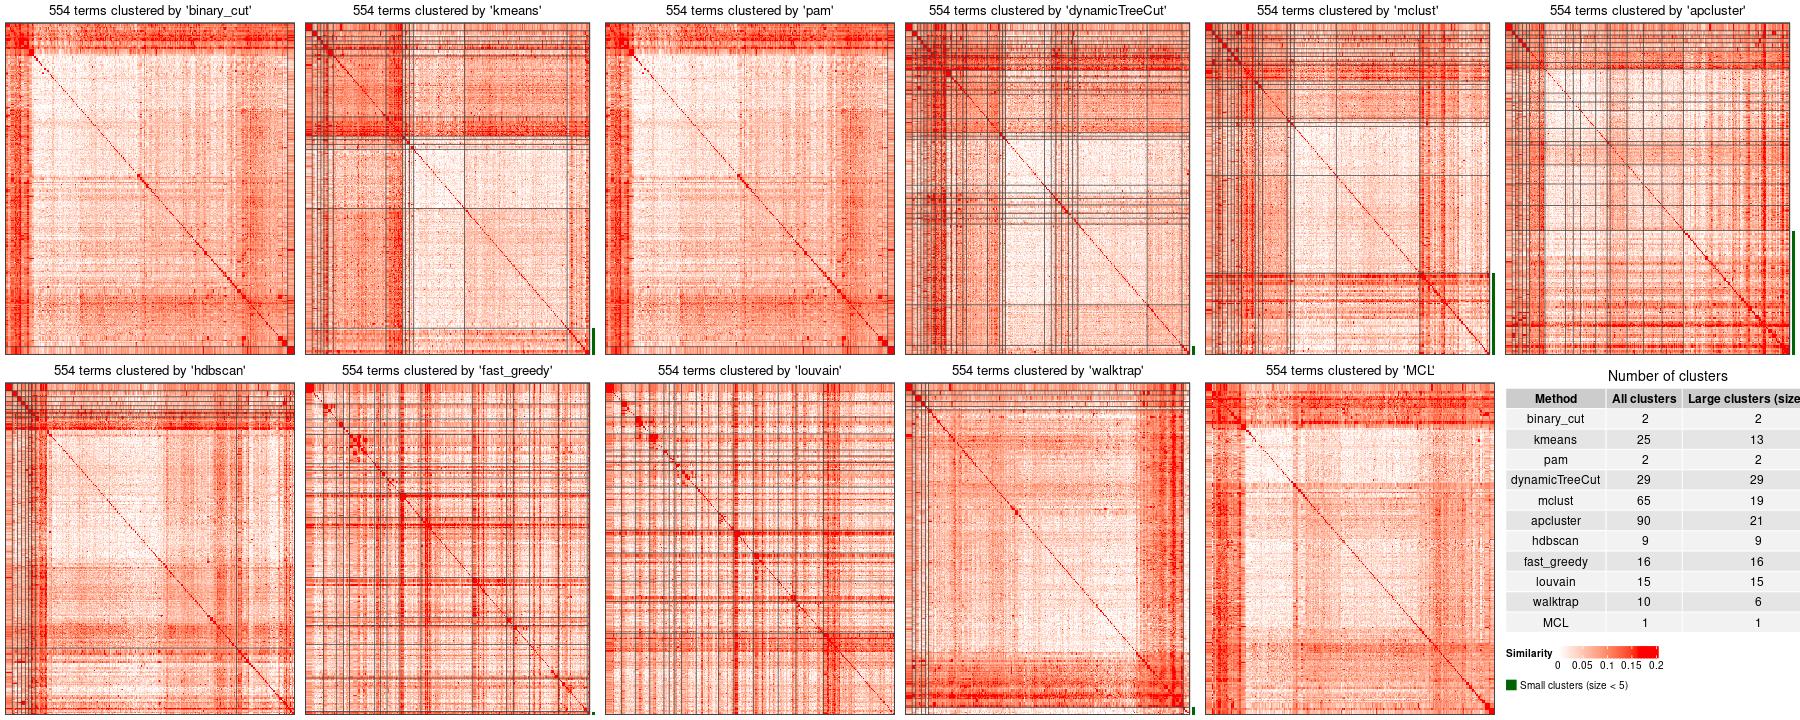 554 terms clustered by 'binary_cut'
554 terms clustered by 'kmeans'
554 terms clustered by 'pam'
554 terms clustered by 'dynamicTreeCut'
554 terms clustered by 'mclust'
554 terms clustered by 'apcluster'
554 terms clustered by 'hdbscan'
554 terms clustered by 'fast_greedy'
554 terms clustered by 'louvain'
554 terms clustered by 'walktrap'
554 terms clustered by 'MCL'
Number of clusters
Method All clusters Large clusters (size
binary_cut 2 2
kmeans 25 13
pam 2 2
dynamicTreeCut 29 29
mclust 65 19
apcluster 90 21
hdbscan 9 9
fast_greedy 16 16
louvain 15 15
walktrap 10 6
MCL 1 1
Similarity
0 0.05 0.1 0.15 0.2
Small clusters (size < 5)